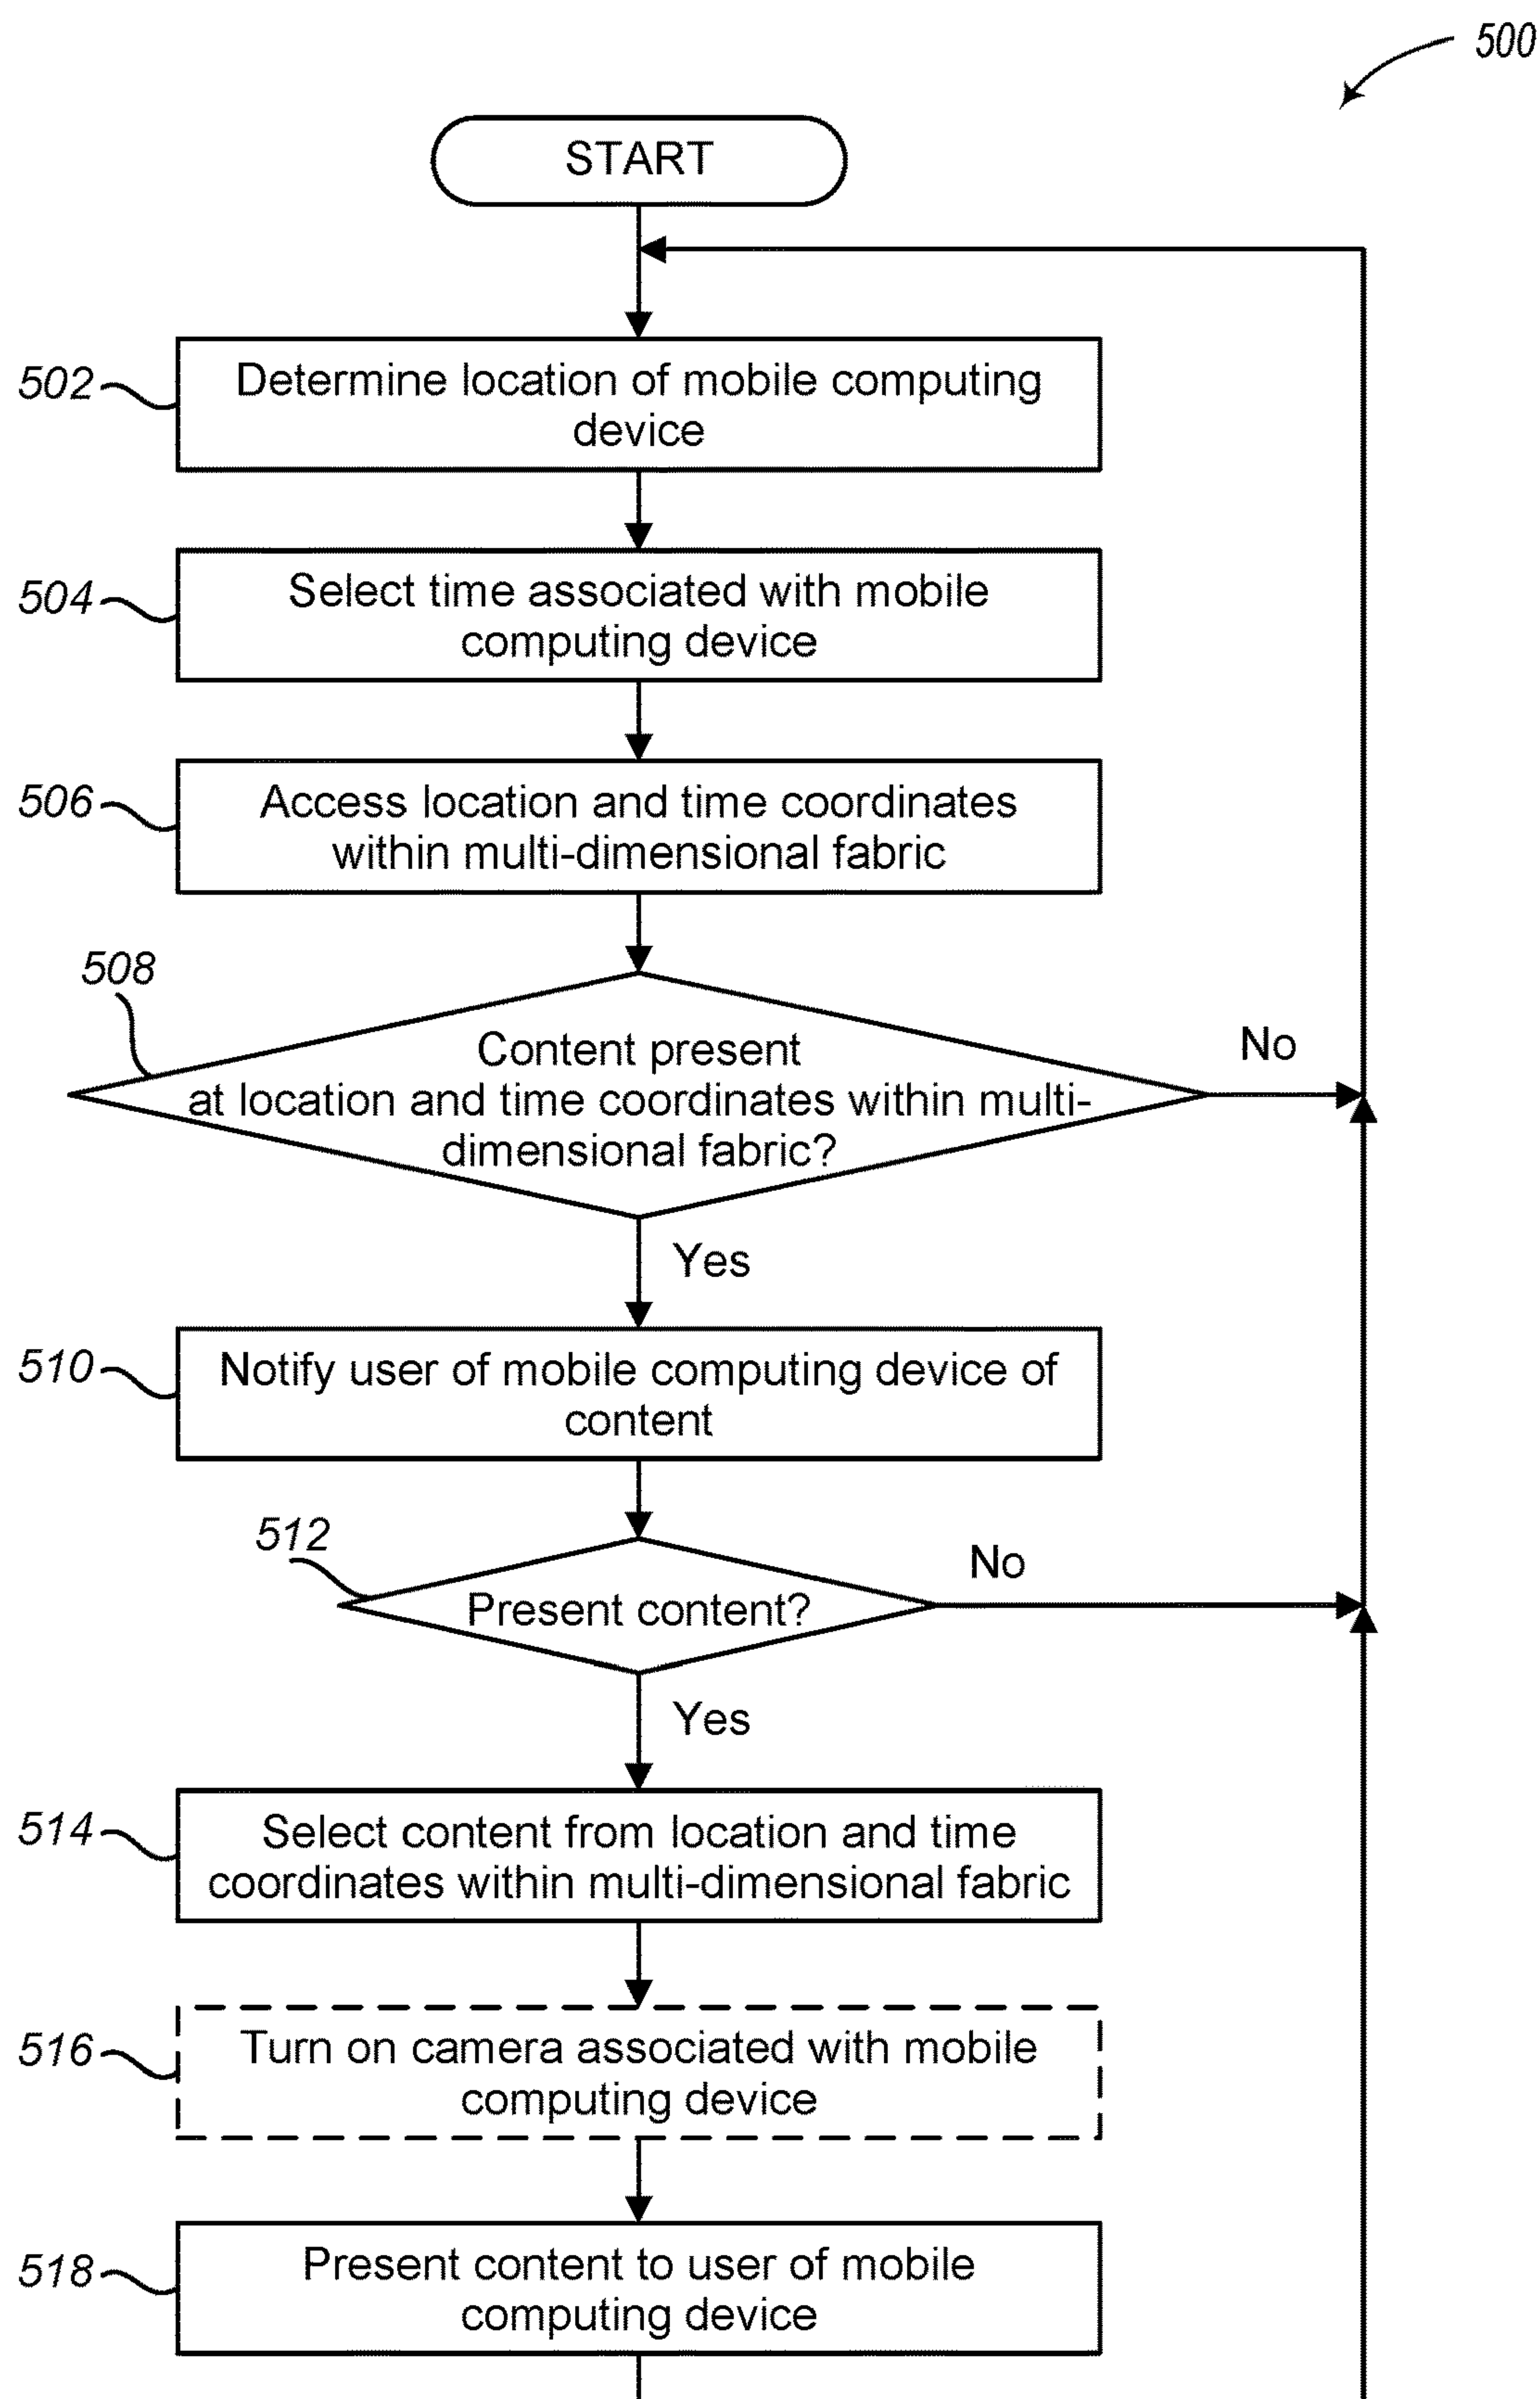 500
START
502
Determine location of mobile computing
device
504
Select time associated with mobile
computing device
506
Access location and time coordinates
within multi-dimensional fabric
508
Content present
at location and time coordinates within multi-
dimensional fabric?
No
Yes
510
Notify user of mobile computing device of
content
512
Present content?
No
Yes
514
Select content from location and time
coordinates within multi-dimensional fabric
516
Turn on camera associated with mobile
computing device
518
Present content to user of mobile
computing device